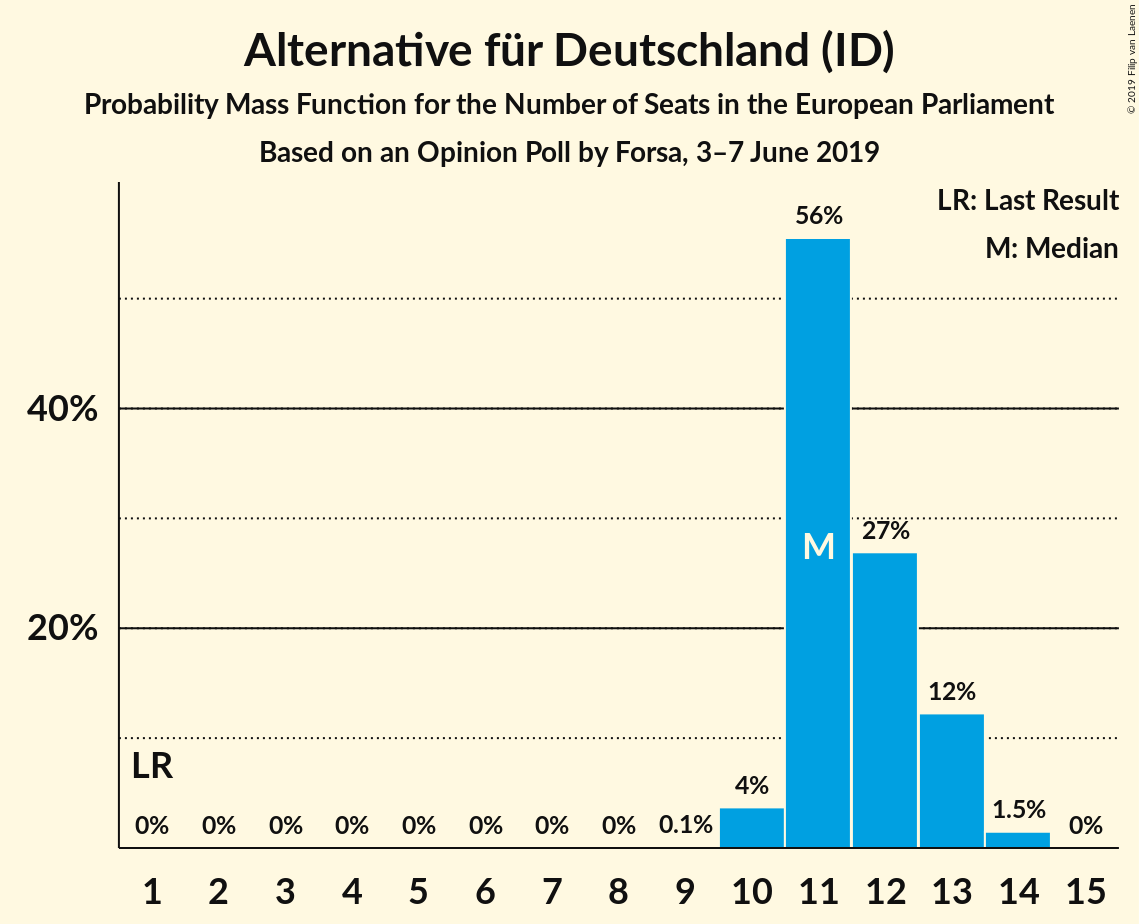 Alternative für Deutschland (ID)
Probability Mass Function for the Number of Seats in the European Parliament
Based on an Opinion Poll by Forsa, 3–7 June 2019
© 2019 Filip van Laenen
LR: Last Result
M: Median
56%
40%
27%
M
20%
12%
LR
4%
1.5%
0% 0% 0% 0% 0% 0% 0% 0% 0.1% 0%
1 2 3 4 5 6 7 8 9 10 11 12 13 14 15